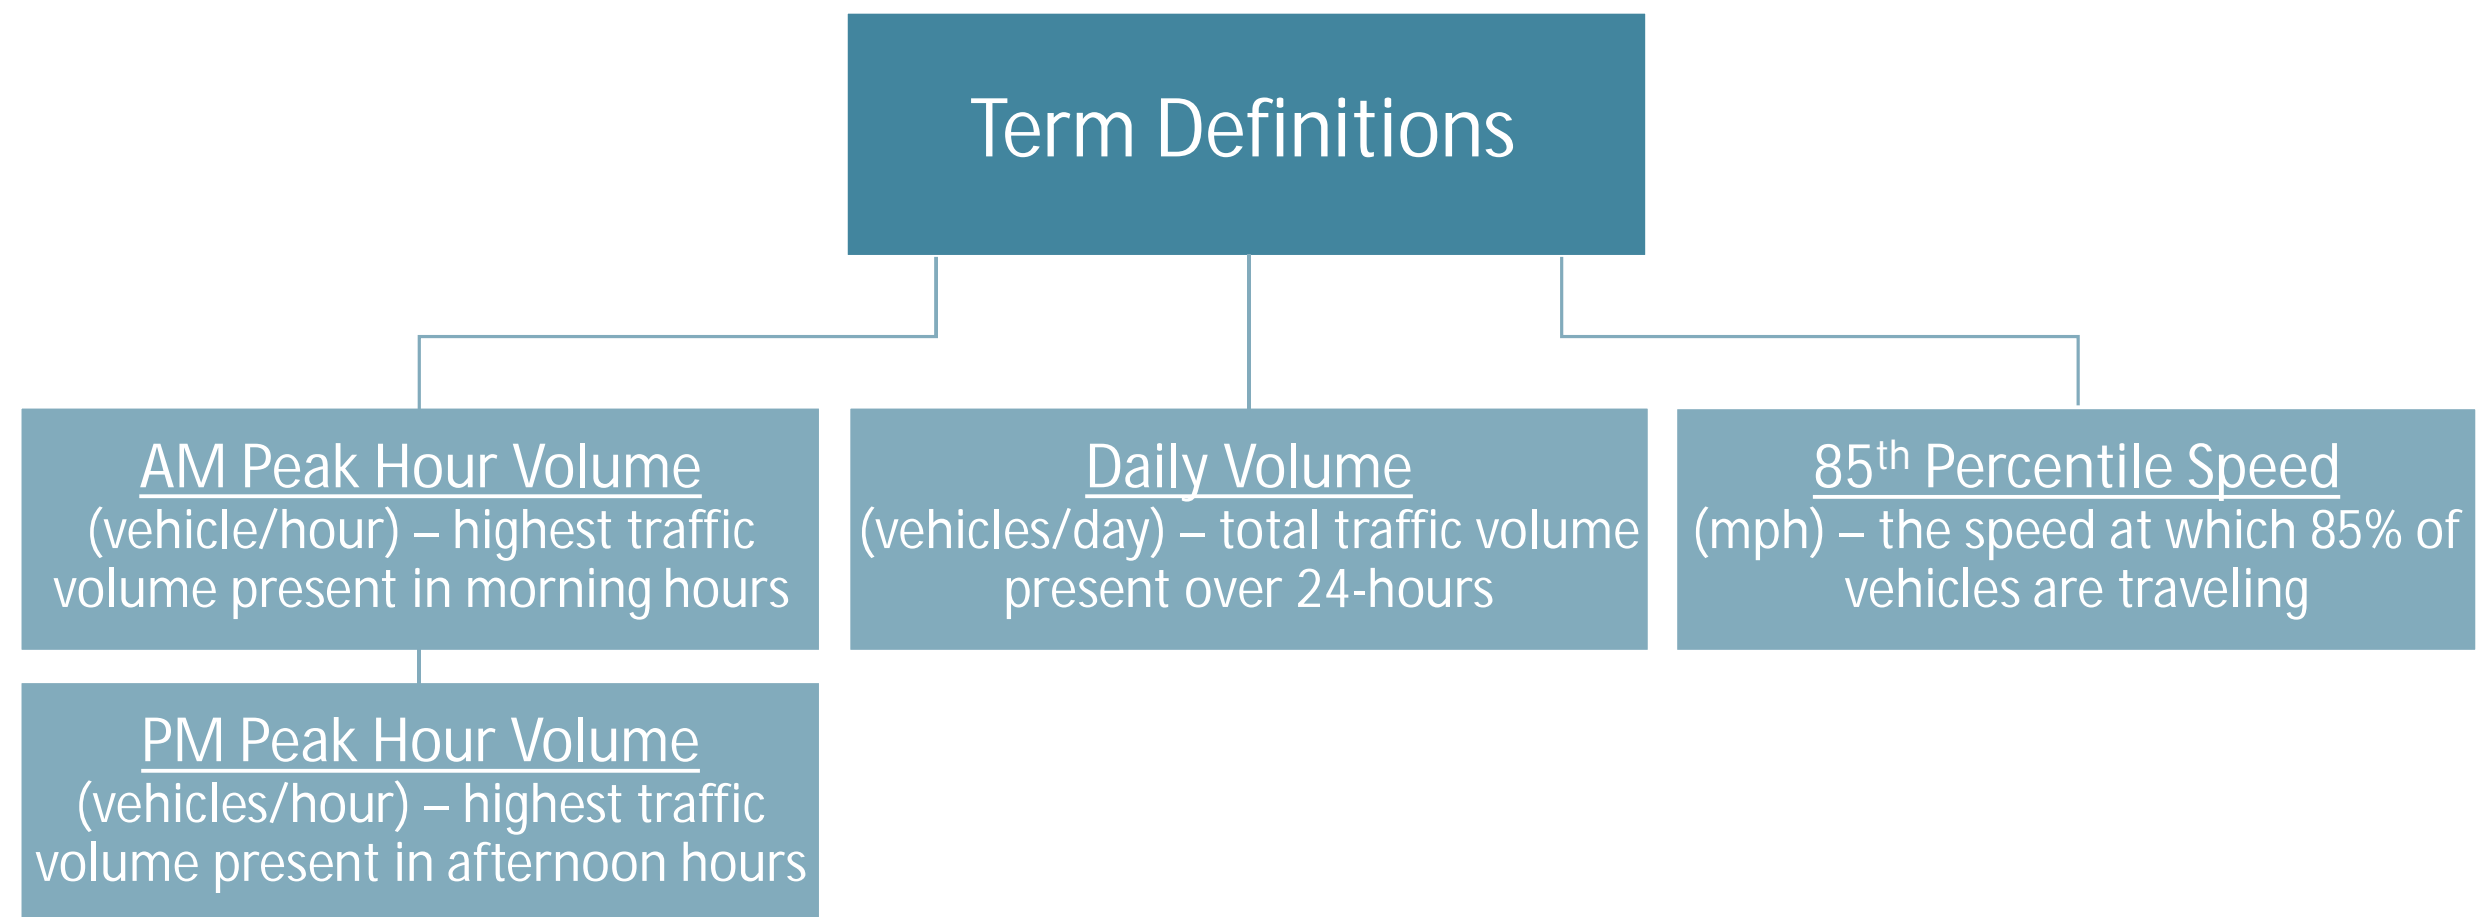 Term Definitions
AM Peak Hour Volume
(vehicle/hour) – highest traffic
volume present in morning hours
PM Peak Hour Volume
(vehicles/hour) – highest traffic
volume present in afternoon hours
Daily Volume
(vehicles/day) – total traffic volume
present over 24-hours
85th Percentile Speed
(mph) – the speed at which 85% of
vehicles are traveling